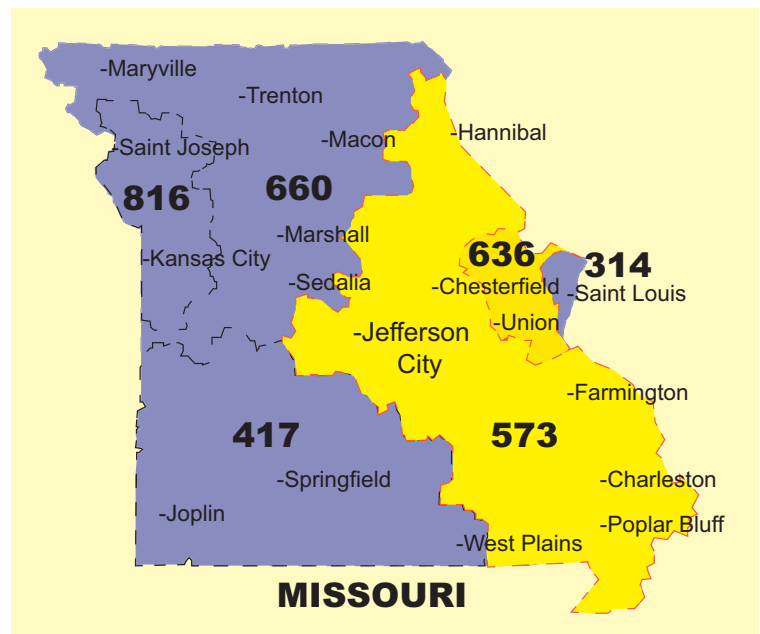 -Maryville
-Trenton
-Macon
-Hannibal
-Saint Joseph
816
660
-Marshall
-Kansas City
636
314
-Sedalia
-Chesterfield
-Saint Louis
-Union
-Jefferson
City
-Farmington
417
573
-Springfield
-Charleston
-Joplin
-Poplar Bluff
-West Plains
MISSOURI